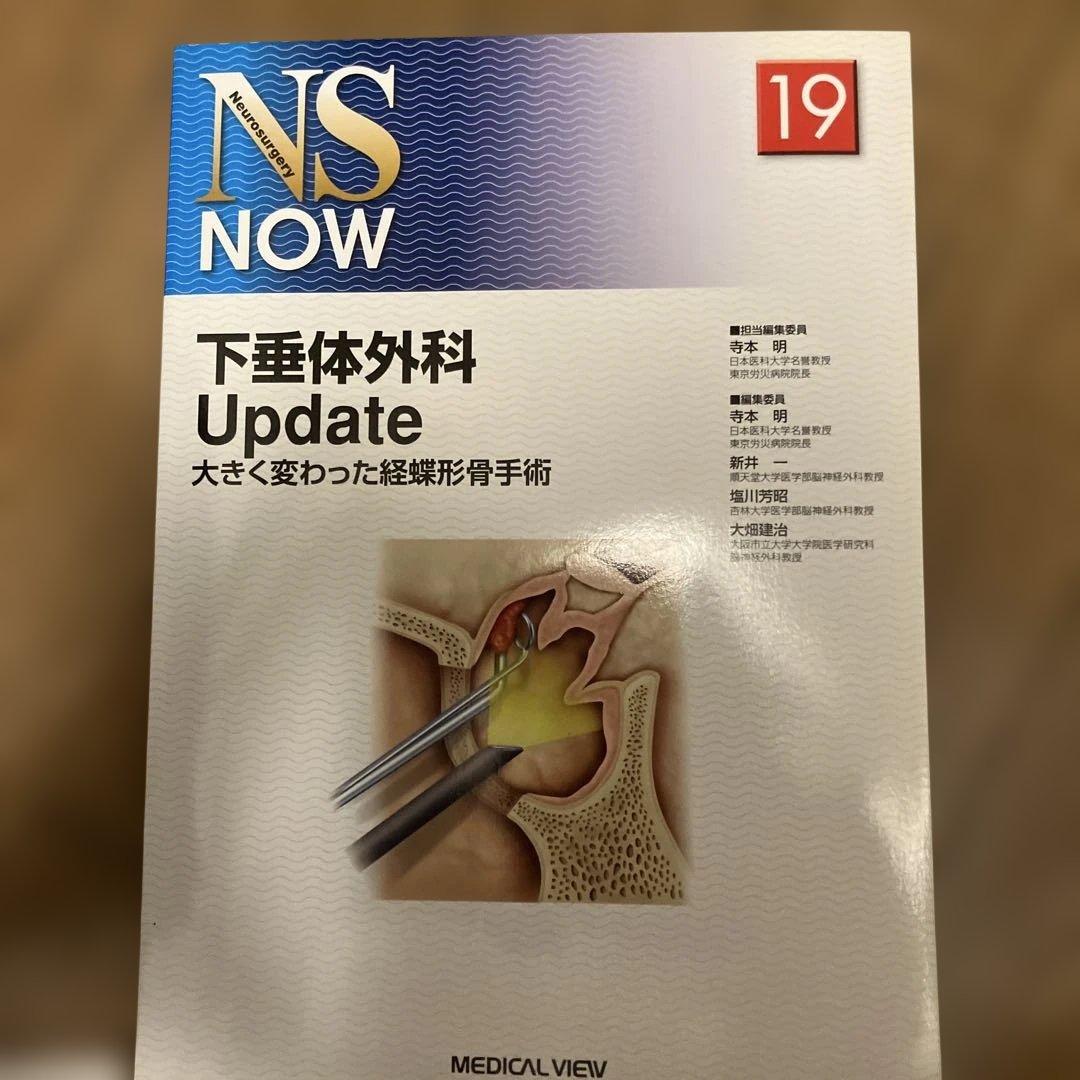 NS
Neurosurgery
NOW
19
下垂体外科
Update
大きく変わった経蝶形骨手術
■担当編集委員
寺本 明
日本医科大学名誉教授
東京労災病院院長
■編集委員
寺本 明
日本医科大学名誉教授
東京労災病院院長
新井 一
順天堂大学医学部脳神経外科教授
塩川芳昭
杏林大学医学部脳神経外科教授
大畑建治
大阪市立大学大学院医学研究科
脳神経外科教授
MEDICAL VIEW